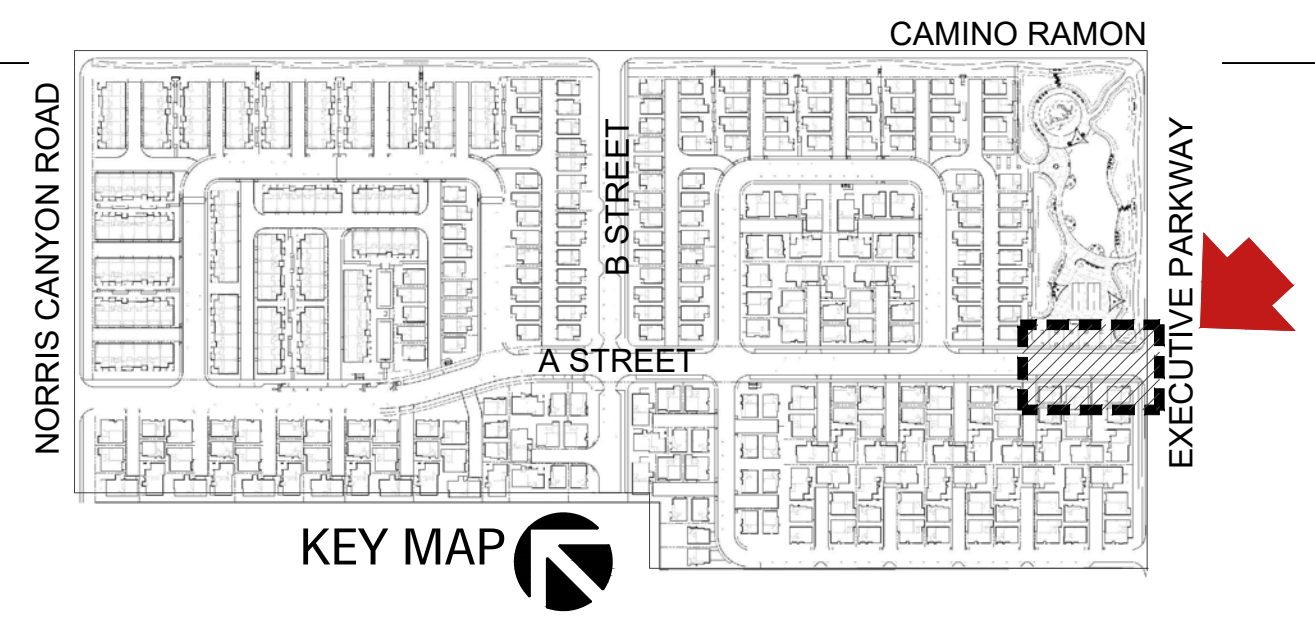 CAMINO RAMON
NORRIS CANYON ROAD
B STREET
EXECUTIVE PARKWAY
A STREET
KEY MAP